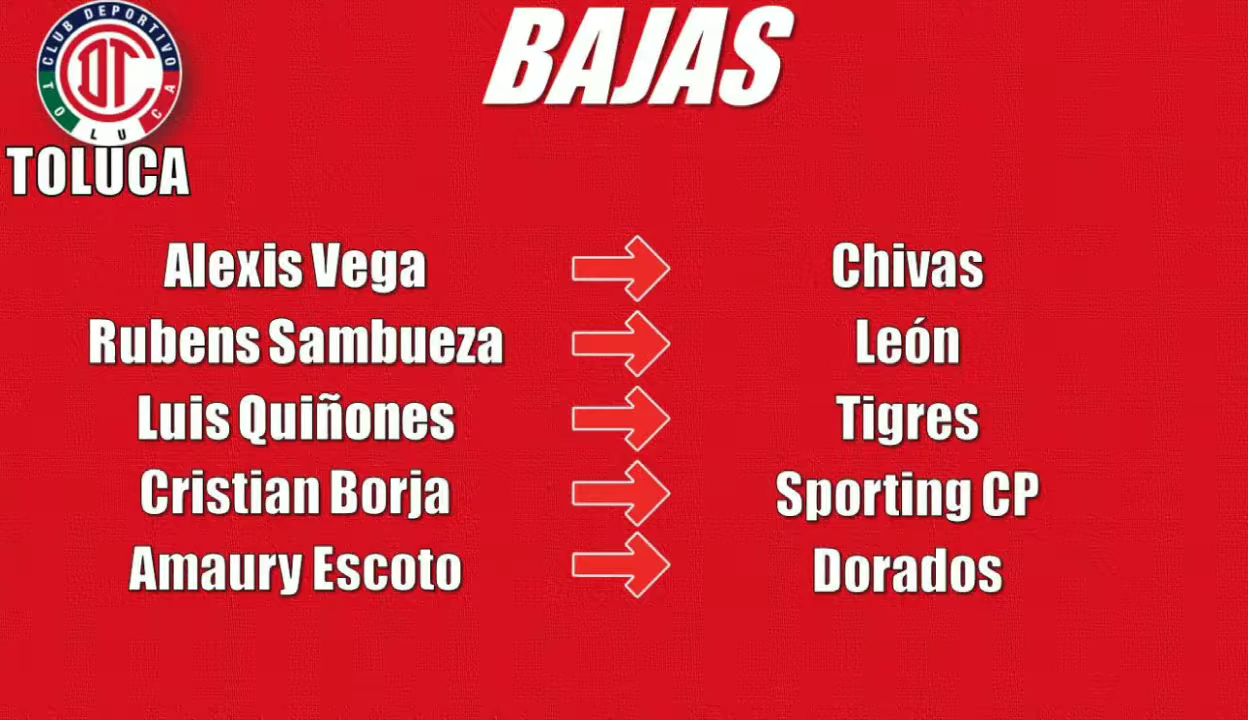 CLUB DEPORTIVO
TOLUCA
DTC
BAJAS
TOLUCA
Alexis Vega Chivas
Rubens Sambueza León
Luis Quiñones Tigres
Cristian Borja Sporting CP
Amaury Escoto Dorados